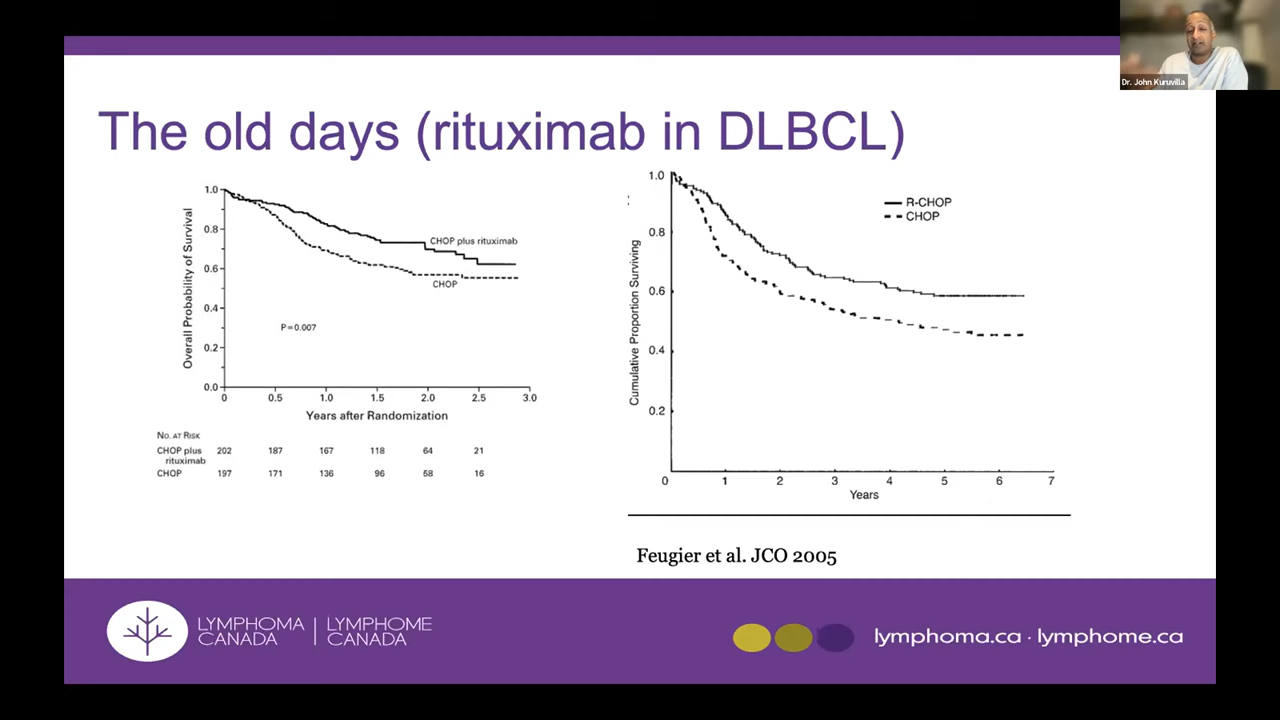 Dr. John Kuruvilla
The old days (rituximab in DLBCL)
Overall Probability of Survival
1.0
0.8
0.6
0.4
0.2
0.0
CHOP plus rituximab
CHOP
P=0.007
0 0.5 1.0 1.5 2.0 2.5 3.0
Years after Randomization
No. at Risk
CHOP plus rituximab 202 187 167 118 64 21
CHOP 197 171 136 96 58 16
Cumulative Proportion Surviving
1.0
0.8
0.6
0.4
0.2
R-CHOP
CHOP
0 1 2 3 4 5 6 7
Years
Feugier et al. JCO 2005
LYMPHOMA CANADA
LYMPHOME CANADA
lymphoma.ca · lymphome.ca